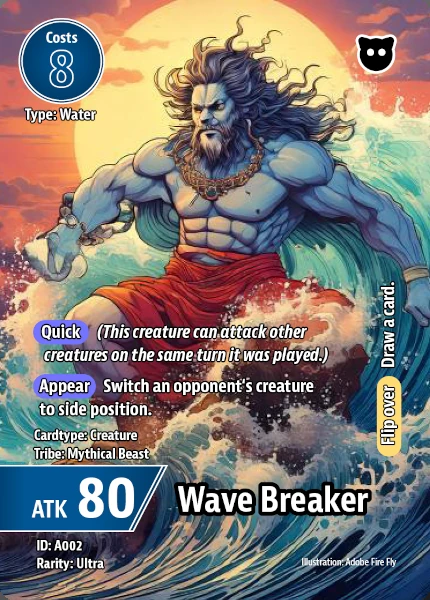 Costs
8
Type: Water
Quick (This creature can attack other
creatures on the same turn it was played.)
Appear Switch an opponent's creature
to side position.
Flip over Draw a card.
Cardtype: Creature
Tribe: Mythical Beast
ATK 80
Wave Breaker
ID: A002
Rarity: Ultra
Illustration: Adobe Fire Fly